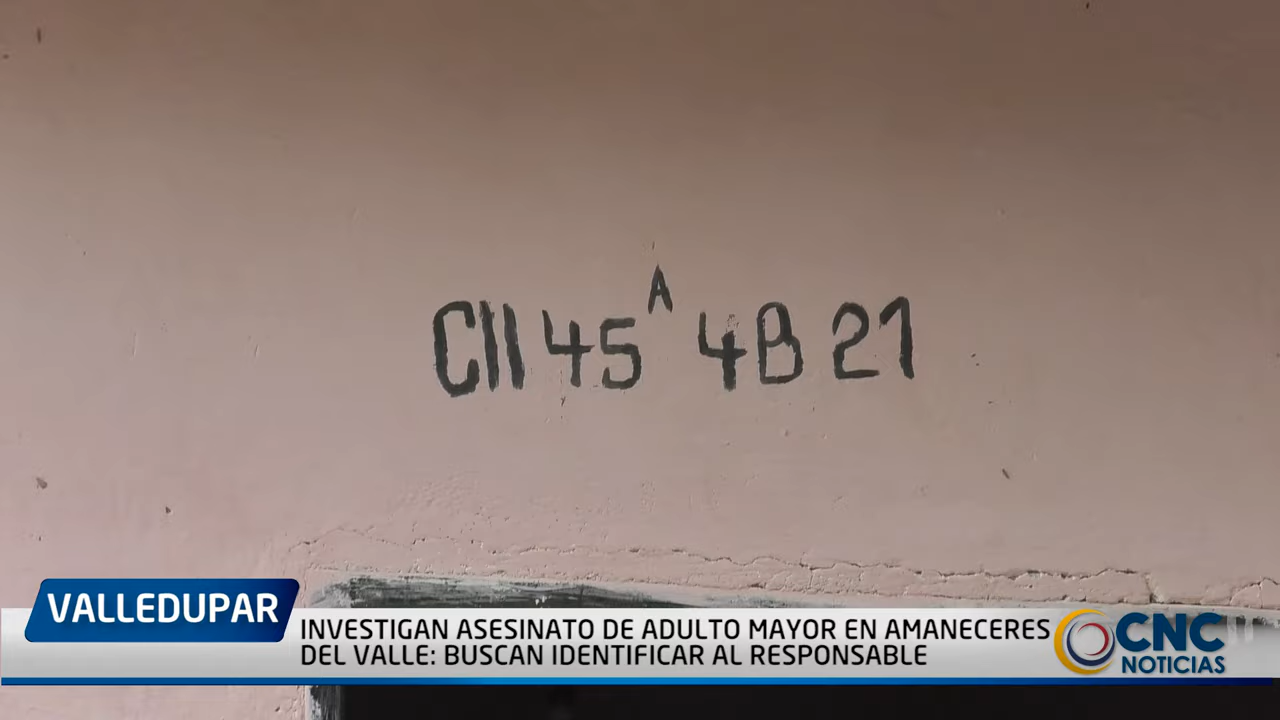 Cll 45 A 4B 21
VALLEDUPAR
INVESTIGAN ASESINATO DE ADULTO MAYOR EN AMANECERES
DEL VALLE: BUSCAN IDENTIFICAR AL RESPONSABLE
CNC
NOTICIAS